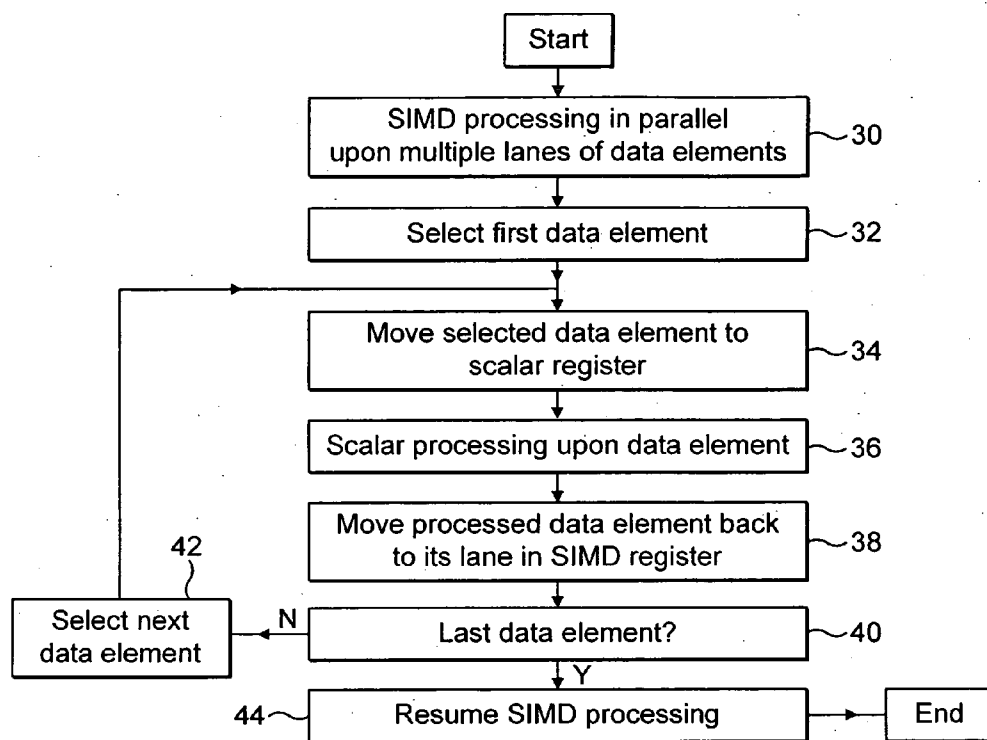 Start
SIMD processing in parallel
upon multiple lanes of data elements
30
Select first data element
32
Move selected data element to
scalar register
34
Scalar processing upon data element
36
Move processed data element back
to its lane in SIMD register
38
42
Select next
data element
N
Last data element?
40
Y
44
Resume SIMD processing
End